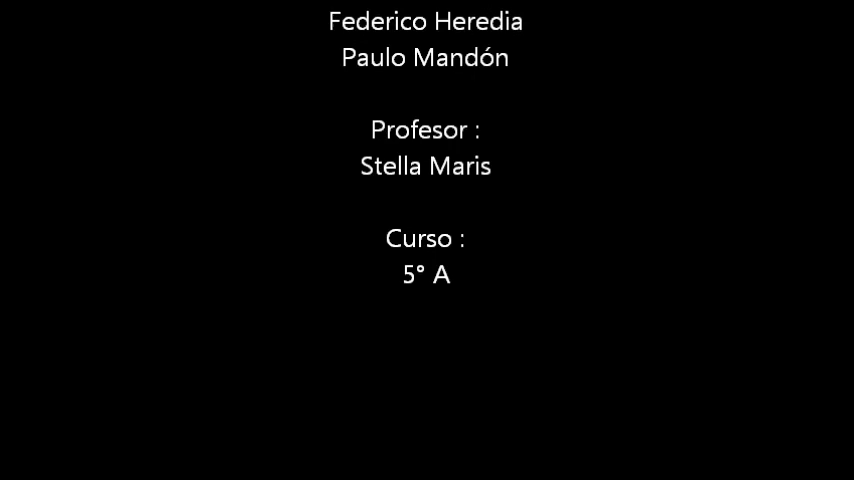 Federico Heredia
Paulo Mandón
Profesor :
Stella Maris
Curso :
5° A